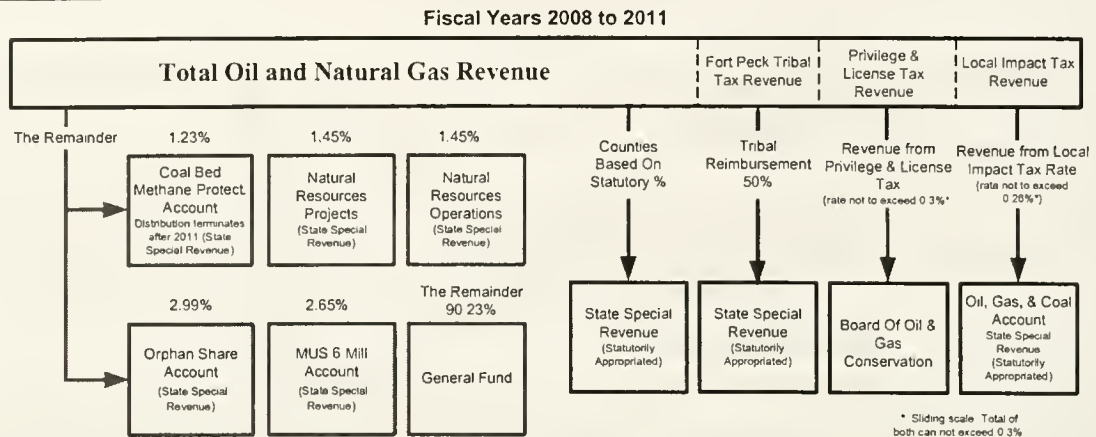 Fiscal Years 2008 to 2011
Total Oil and Natural Gas Revenue
Fort Peck Tribal
Tax Revenue
Privilege &
License Tax
Revenue
Local Impact Tax
Revenue
The Remainder
1.23%
Coal Bed
Methane Protect
Account
Distribution terminates
after 2011 (State
Special Revenue)
1.45%
Natural
Resources
Projects
(State Special
Revenue)
1.45%
Natural
Resources
Operations
(State Special
Revenue)
Counties
Based On
Statutory %
Tribal
Reimbursement
50%
Revenue from
Privilege & License
Tax
(rate not to exceed 0 3%*
Revenue from Local
Impact Tax Rate
(rate not to exceed
0 26%*)
2.99%
Orphan Share
Account
(State Special
Revenue)
2.65%
MUS 6 Mill
Account
(State Special
Revenue)
The Remainder
90 23%
General Fund
State Special
Revenue
(Statutorily
Appropriated)
State Special
Revenue
(Statutorily
Appropriated)
Board Of Oil &
Gas
Conservation
Oil, Gas, & Coal
Account
State Special
Revenue
(Statutorily
Appropriated)
* Sliding scale Total of
both can not exceed 0 3%